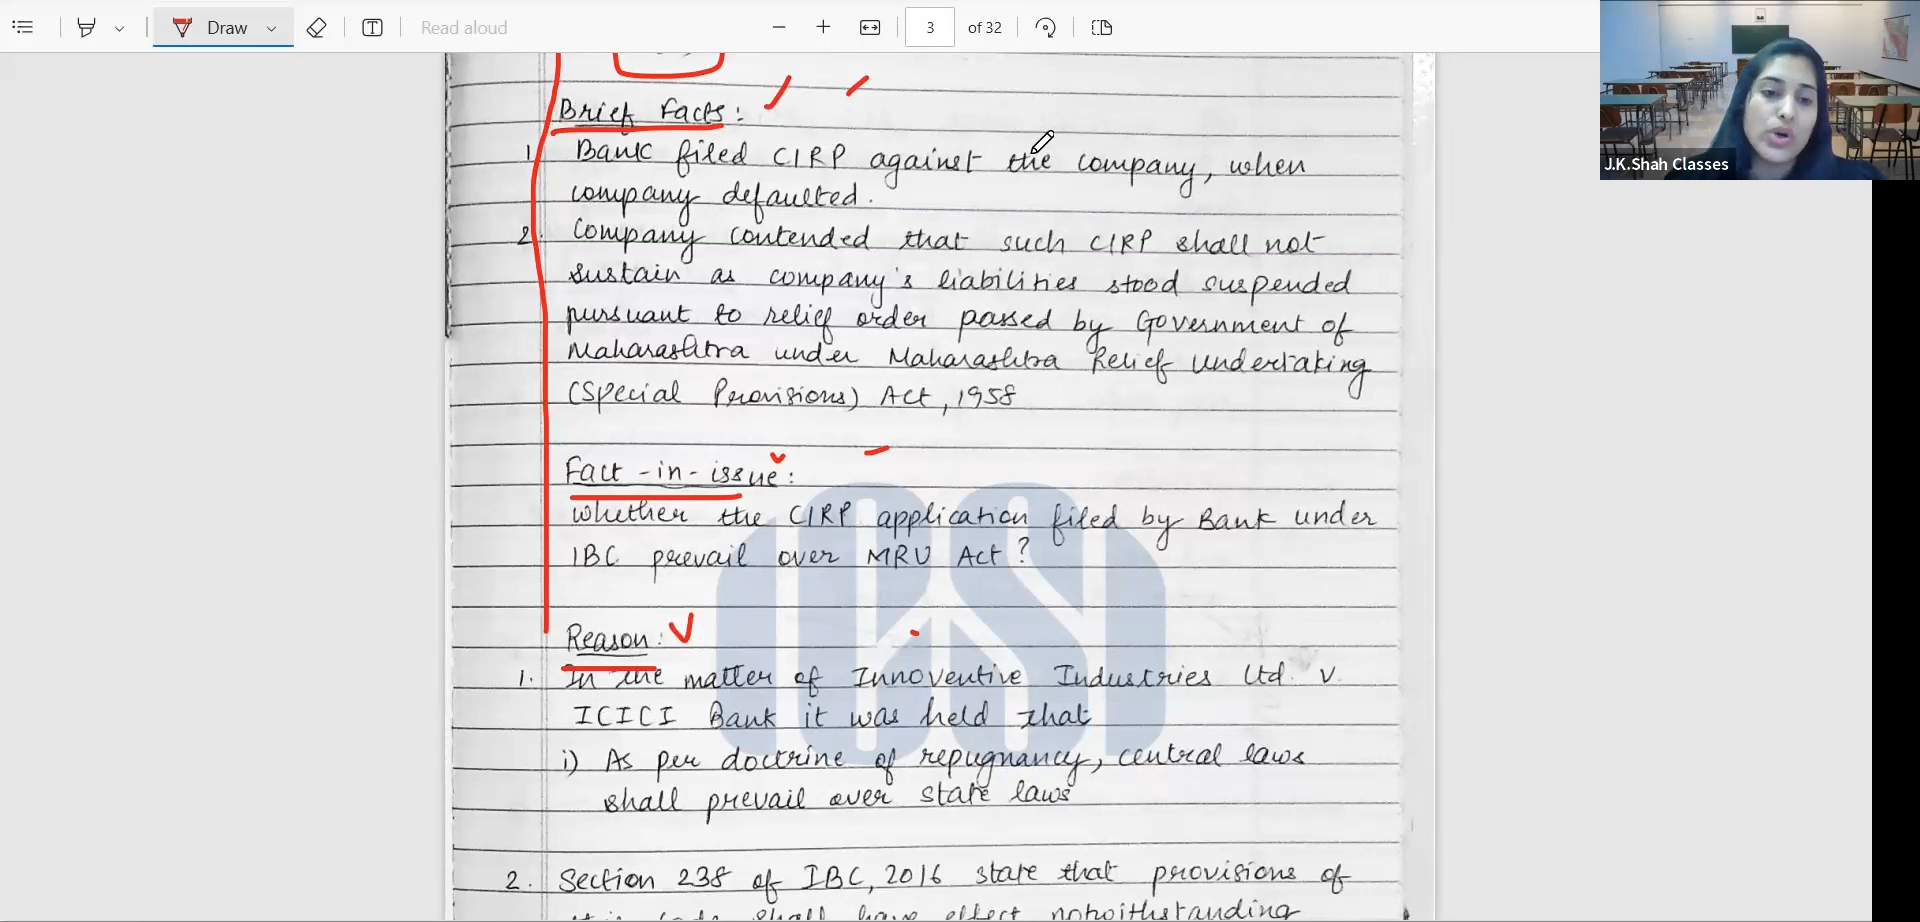 Draw
Read aloud
3 of 32
J.K.Shah Classes
Brief Facts:
1. Bank filed CIRP against the company, when
company defaulted.
2. Company contended that such CIRP shall not
sustain as company's liabilities stood suspended
pursuant to relief order passed by Government of
Maharashtra under Maharashtra Relief Undertaking
(Special Provisions) Act, 1958
Fact-in-issue:
Whether the CIRP application filed by Bank under
IBC prevail over MRU Act?
Reason:
1. In the matter of Innoventive Industries Ltd. v.
ICICI Bank it was held that
i) As per doctrine of repugnancy, central laws
shall prevail over state laws
2. Section 238 of IBC, 2016 state that provisions of
shall have effect notwithstanding
ICSI